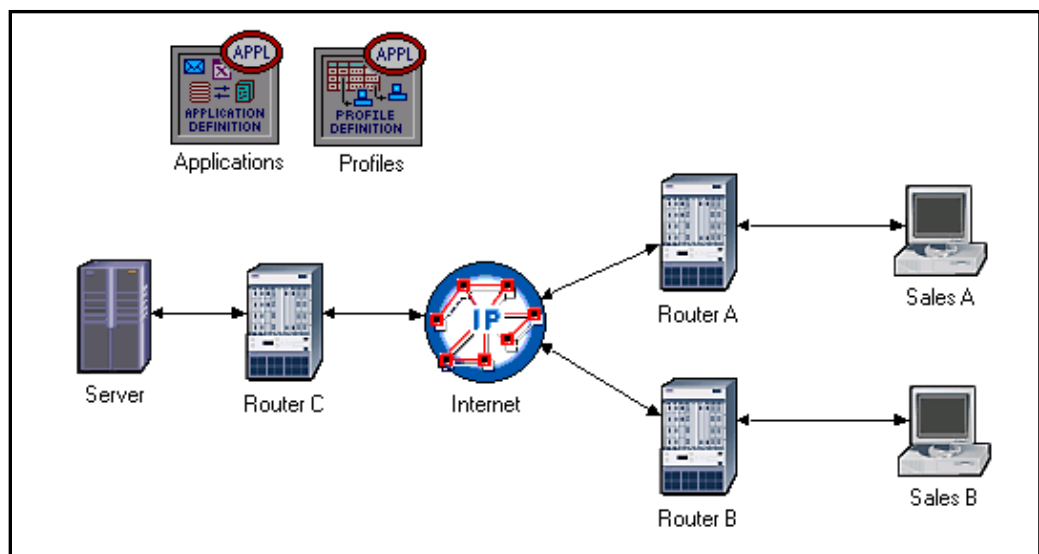 APPL
APPLICATION
DEFINITION
Applications
APPL
PROFILE
DEFINITION
Profiles
Router A
Sales A
IP
Server
Router C
Internet
Router B
Sales B